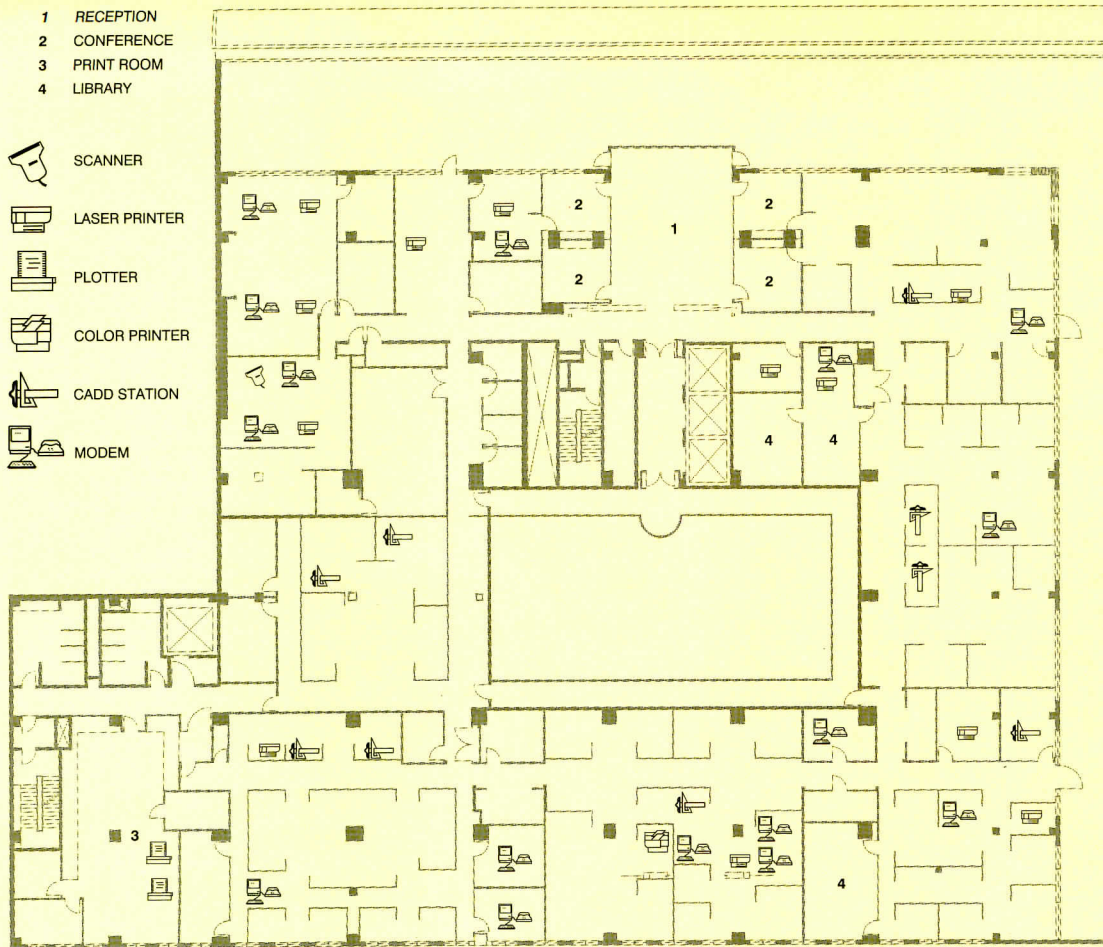 1 RECEPTION
2 CONFERENCE
3 PRINT ROOM
4 LIBRARY
SCANNER
LASER PRINTER
PLOTTER
COLOR PRINTER
CADD STATION
MODEM
2
2
1
2
2
4
4
3
4